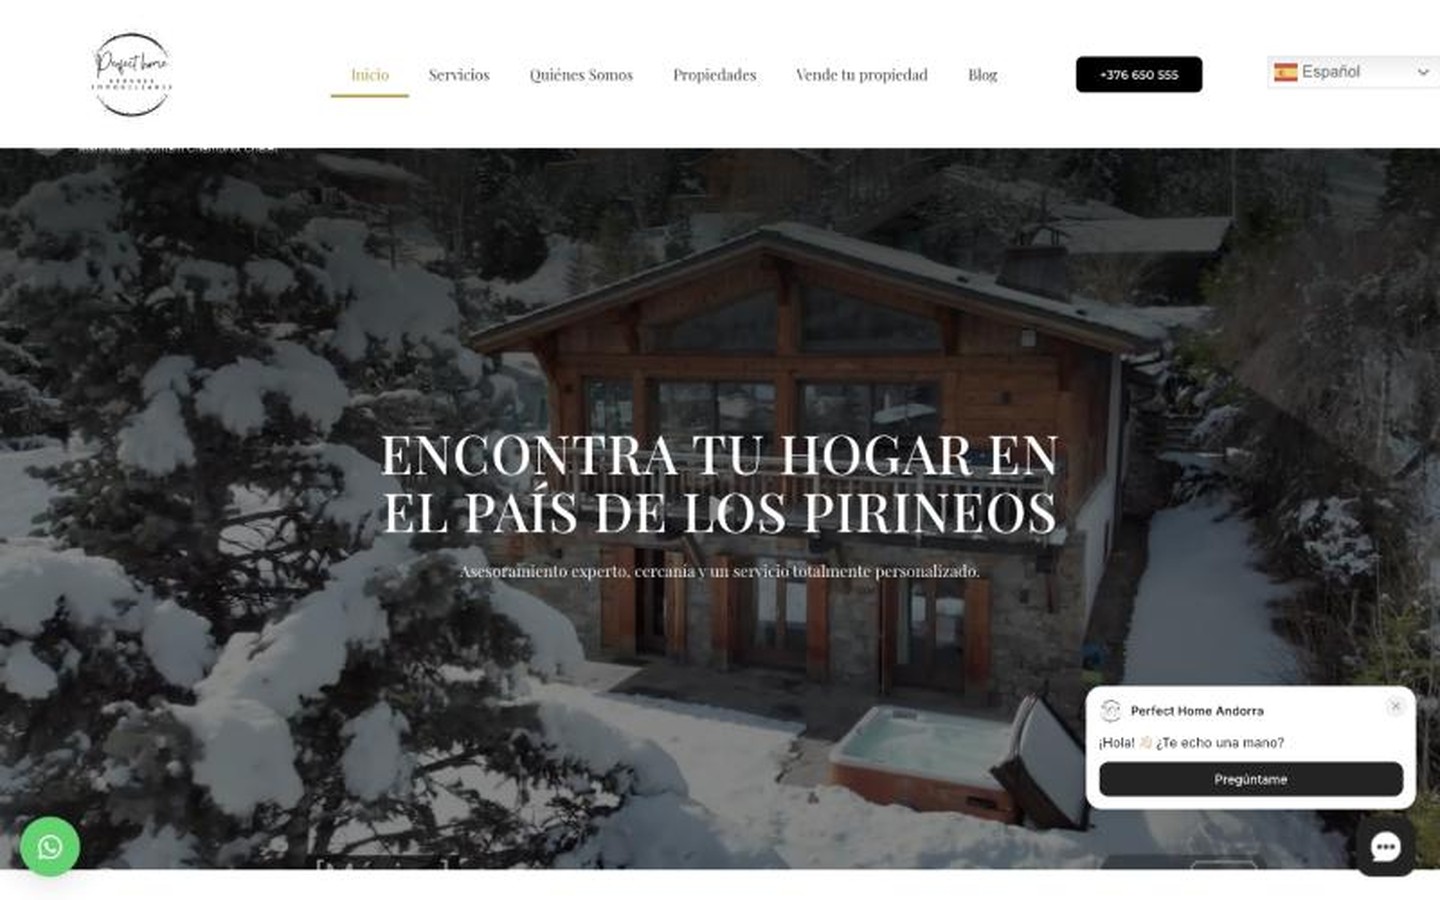 Perfect home
Inicio
Servicios
Quiénes Somos
Propiedades
Vende tu propiedad
Blog
+376 650 555
Español
ENCONTRA TU HOGAR EN
EL PAÍS DE LOS PIRINEOS
Asesoramiento experto, cercanía y un servicio totalmente personalizado.
Perfect Home Andorra
¡Hola! 👋🏻 ¿Te echo una mano?
Pregúntame